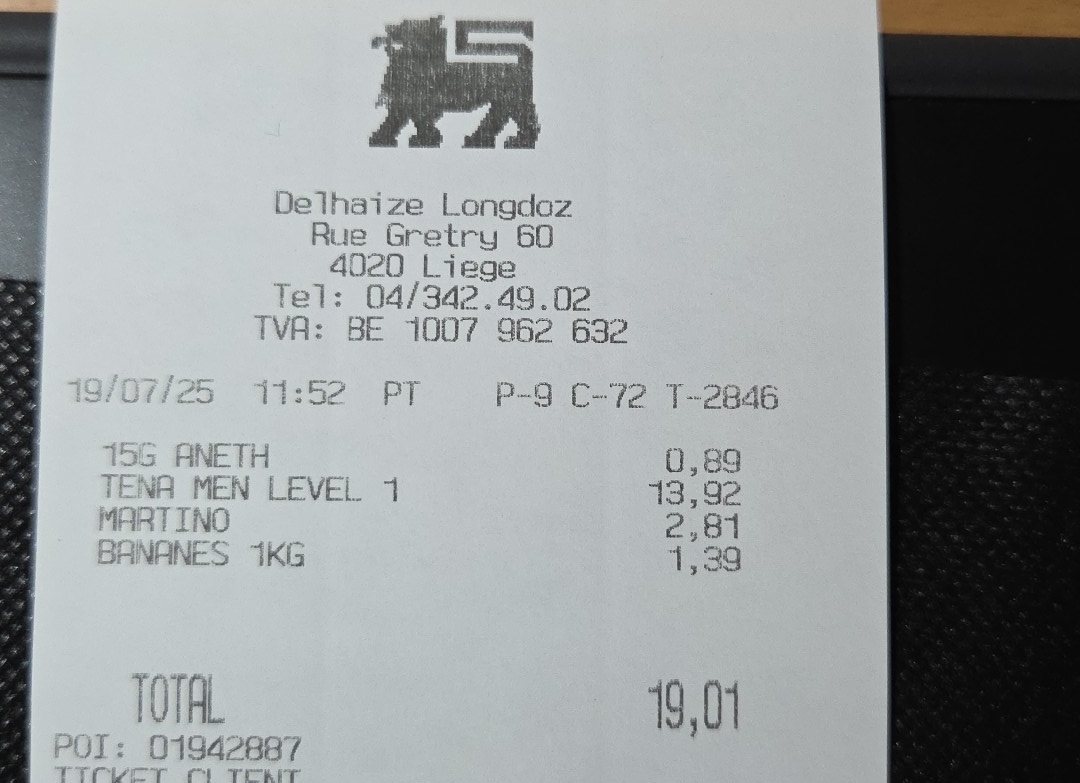 Delhaize Longdoz
Rue Gretry 60
4020 Liege
Tel: 04/342.49.02
TVA: BE 1007 962 632
19/07/25 11:52 PT P-9 C-72 T-2846
15G ANETH 0,89
TENA MEN LEVEL 1 13,92
MARTINO 2,81
BANANES 1KG 1,39
TOTAL 19,01
POI: 01942887
TICKET CLIENT